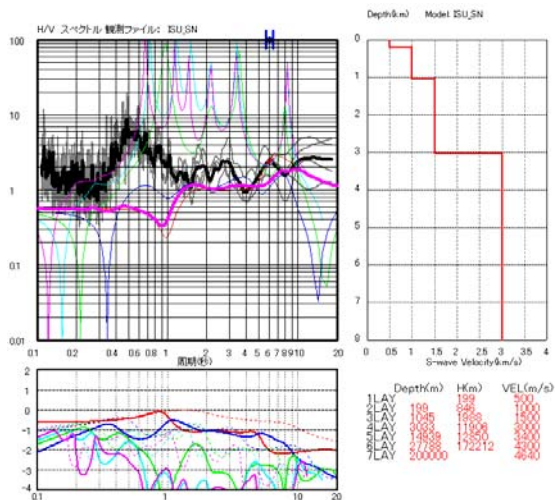 H/V スペクトル 観測ファイル: ISU_SN
Depth(km) Model: ISU_SN
100
10
1
0.1
0.01
0.1 0.2 0.4 0.6 0.8 1 2 3 4 5 6 7 8 9 10 20
周期(秒)
2
1
0
-1
-2
-3
-4
0.1 1 10 20
0
1
2
3
4
5
6
7
8
0 0.5 1 1.5 2 2.5 3 3.5 4
S-wave Velocity(km/s)
Depth(m) H(m) VEL(m/s)
1LAY 199 500
2LAY 199 846 1000
3LAY 1045 1500
4LAY 11906
5LAY
6LAY 172212
7LAY 200000 4640